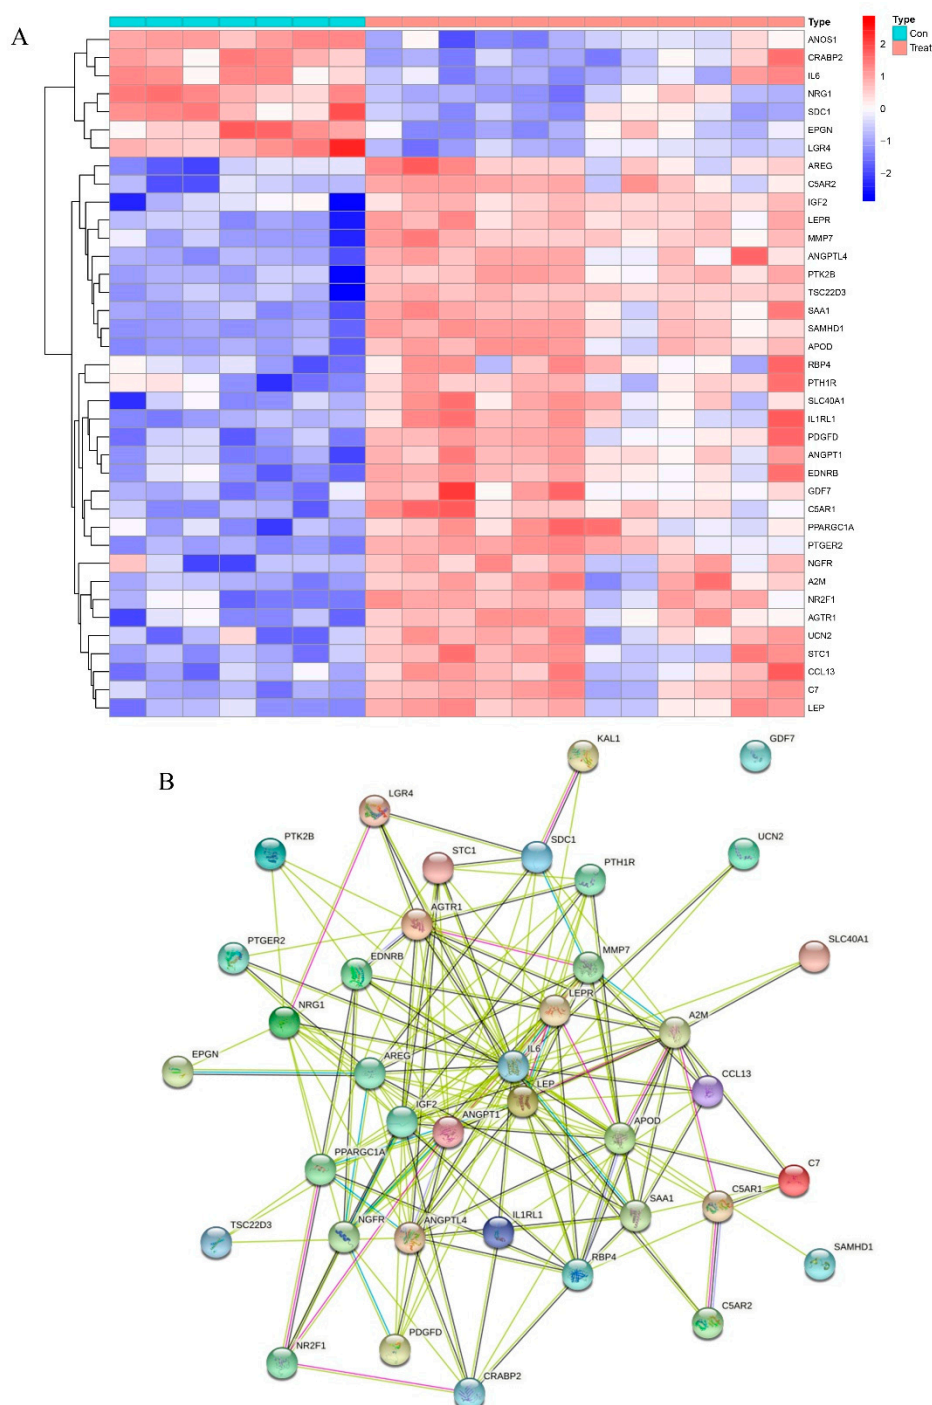 A
Type
ANOS1
CRABP2
IL6
NRG1
SDC1
EPGN
LGR4
AREG
C5AR2
IGF2
LEPR
MMP7
ANGPTL4
PTK2B
TSC22D3
SAA1
SAMHD1
APOD
RBP4
PTH1R
SLC40A1
IL1RL1
PDGFD
ANGPT1
EDNRB
GDF7
C5AR1
PPARGC1A
PTGER2
NGFR
A2M
NR2F1
AGTR1
UCN2
STC1
CCL13
C7
LEP
2
1
0
−1
−2
Type
Con
Treat
B
KAL1
GDF7
LGR4
PTK2B
STC1
SDC1
UCN2
PTH1R
AGTR1
PTGER2
EDNRB
MMP7
SLC40A1
NRG1
LEPR
A2M
EPGN
AREG
IL6
LEP
CCL13
IGF2
ANGPT1
APOD
PPARGC1A
C7
TSC22D3
NGFR
ANGPTL4
IL1RL1
SAA1
C5AR1
RBP4
SAMHD1
C5AR2
NR2F1
PDGFD
CRABP2